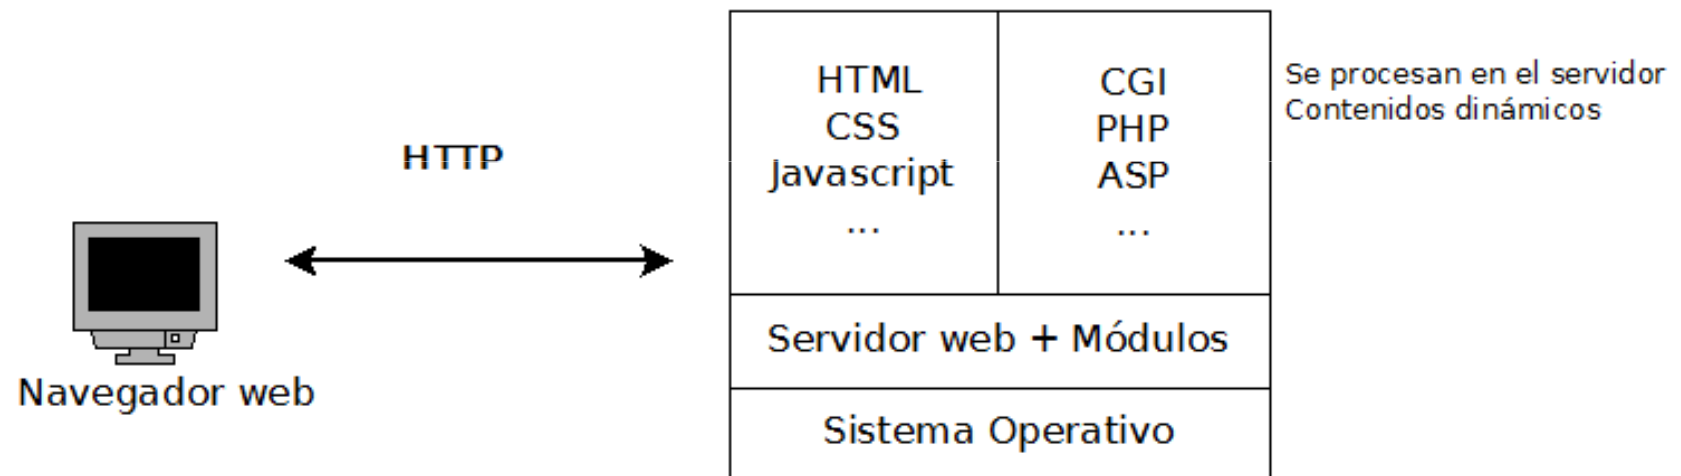 HTTP
Navegador web
HTML
CSS
Javascript
...
CGI
PHP
ASP
...
Se procesan en el servidor
Contenidos dinámicos
Servidor web + Módulos
Sistema Operativo